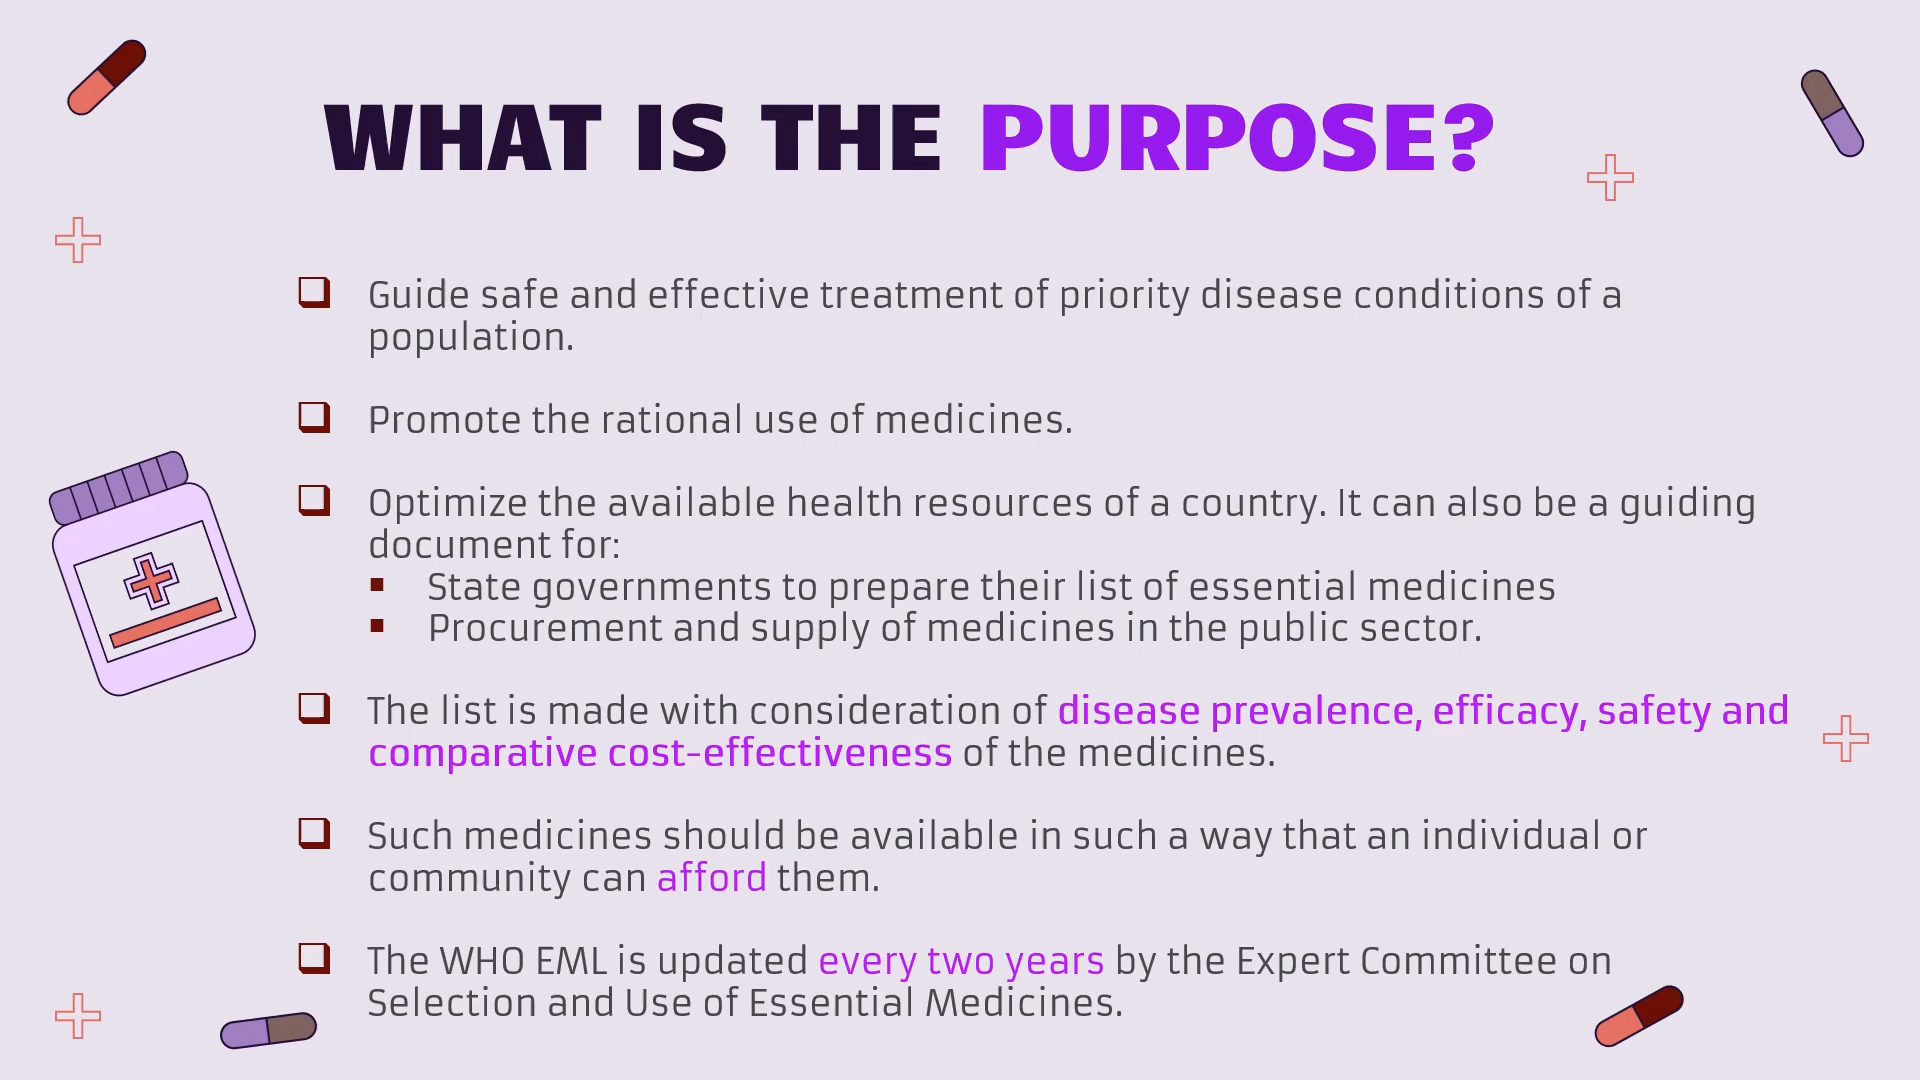 WHAT IS THE PURPOSE?
Guide safe and effective treatment of priority disease conditions of a
population.
Promote the rational use of medicines.
Optimize the available health resources of a country. It can also be a guiding
document for:
State governments to prepare their list of essential medicines
Procurement and supply of medicines in the public sector.
The list is made with consideration of disease prevalence, efficacy, safety and
comparative cost-effectiveness of the medicines.
Such medicines should be available in such a way that an individual or
community can afford them.
The WHO EML is updated every two years by the Expert Committee on
Selection and Use of Essential Medicines.